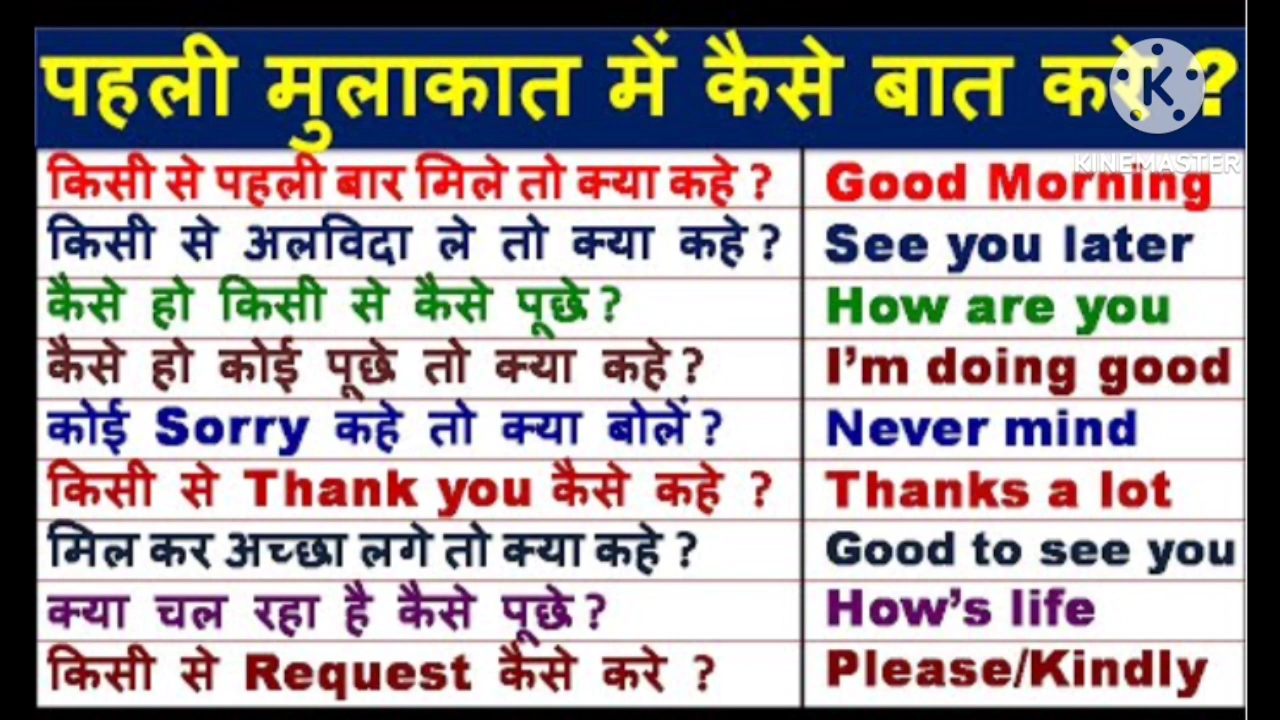 पहली मुलाकात में कैसे बात करे ?
K
KINEMASTER
किसी से पहली बार मिले तो क्या कहे ? Good Morning
किसी से अलविदा ले तो क्या कहे ? See you later
कैसे हो किसी से कैसे पूछे ? How are you
कैसे हो कोई पूछे तो क्या कहे ? I'm doing good
कोई Sorry कहे तो क्या बोलें ? Never mind
किसी से Thank you कैसे कहे ? Thanks a lot
मिल कर अच्छा लगे तो क्या कहे ? Good to see you
क्या चल रहा है कैसे पूछे ? How's life
किसी से Request कैसे करे ? Please/Kindly